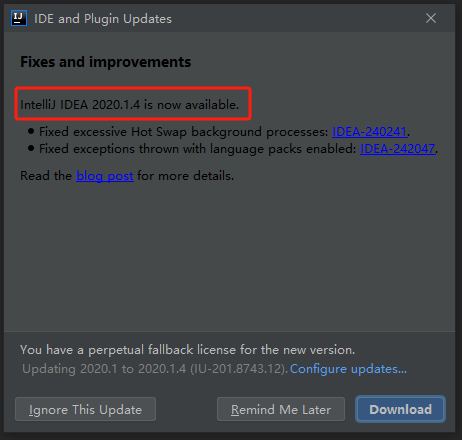 IJ
IDE and Plugin Updates
Fixes and improvements
IntelliJ IDEA 2020.1.4 is now available.
• Fixed excessive Hot Swap background processes: IDEA-240241.
• Fixed exceptions thrown with language packs enabled: IDEA-242047.
Read the blog post for more details.
You have a perpetual fallback license for the new version.
Updating 2020.1 to 2020.1.4 (IU-201.8743.12). Configure updates...
Ignore This Update
Remind Me Later
Download